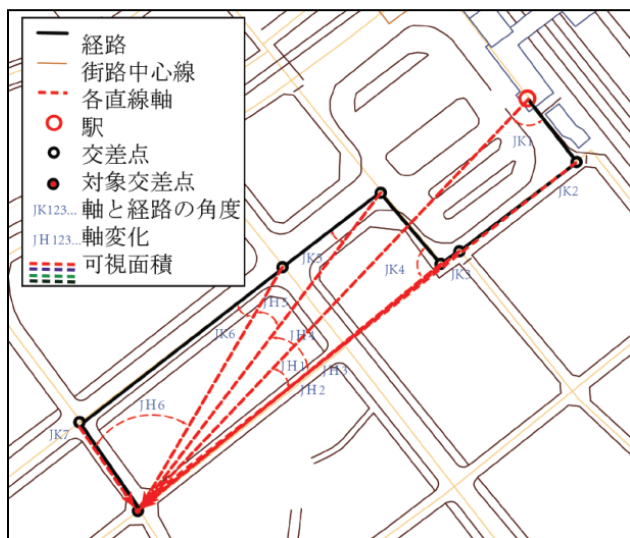 経路
街路中心線
各直線軸
駅
交差点
対象交差点
JK123... 軸と経路の角度
JH123... 軸変化
可視面積
JK1
JK2
JK3
JK4
JK5
JK6
JK7
JH5
JH4
JH1
JH3
JH2
JH6